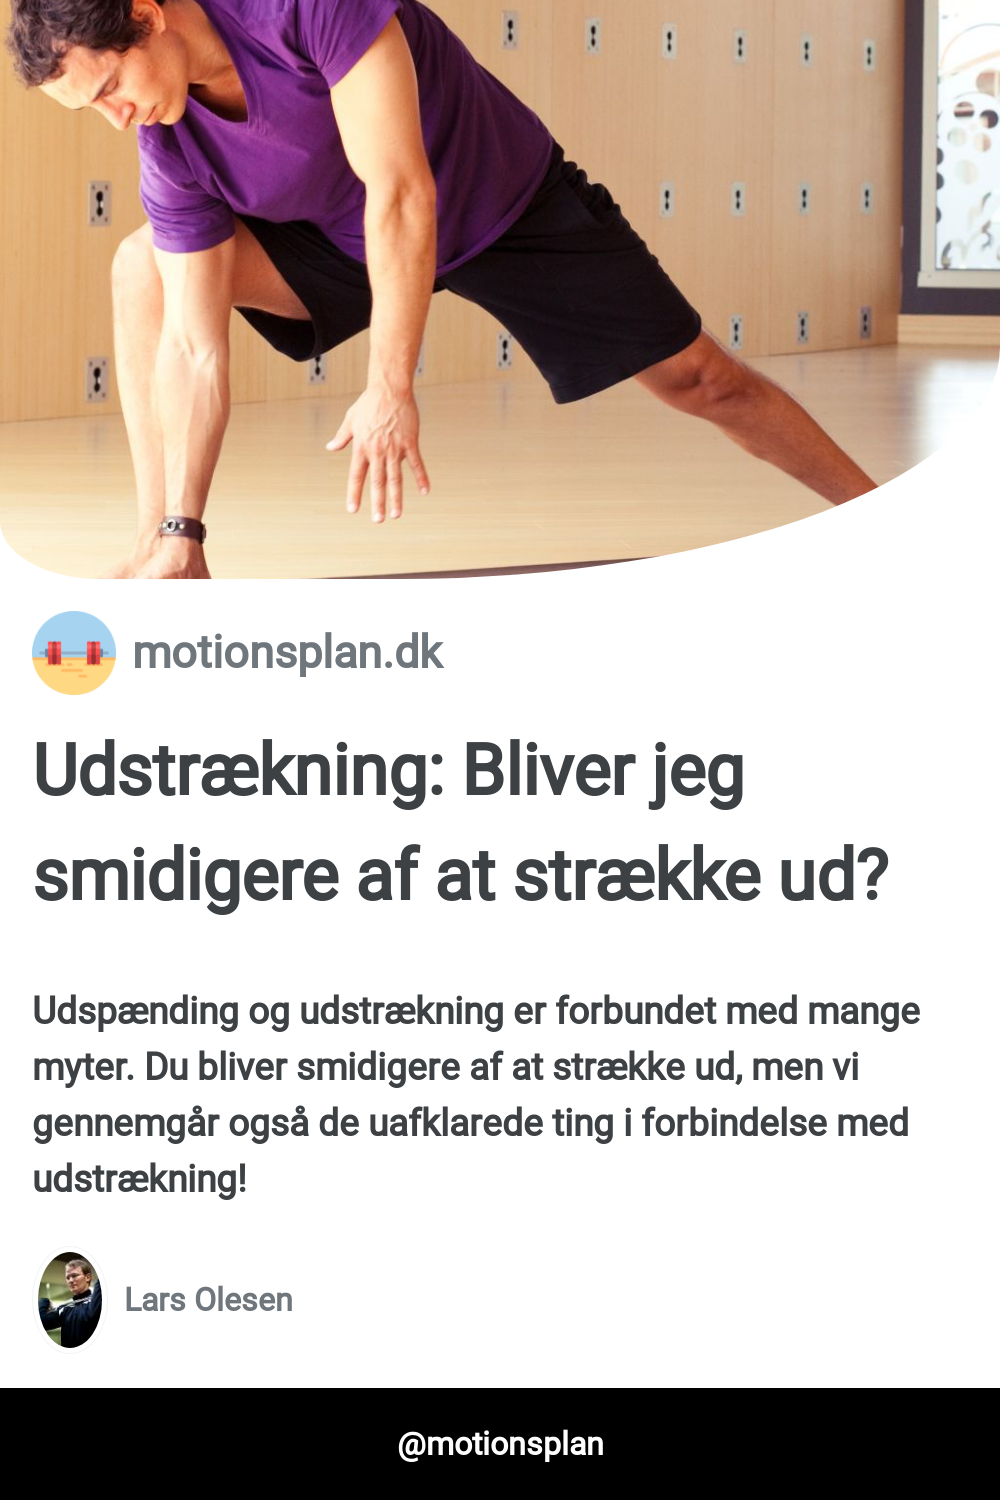 motionsplan.dk
Udstrækning: Bliver jeg
smidigere af at strække ud?
Udspænding og udstrækning er forbundet med mange
myter. Du bliver smidigere af at strække ud, men vi
gennemgår også de uafklarede ting i forbindelse med
udstrækning!
Lars Olesen
@motionsplan